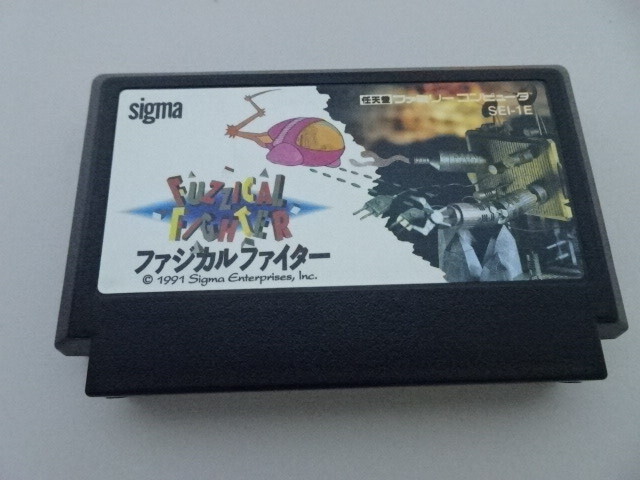 sigma
任天堂 ファミリーコンピュータ
SEI-1E
FUZZICAL
FIGHTER
ファジカルファイター
© 1991 Sigma Enterprises, Inc.